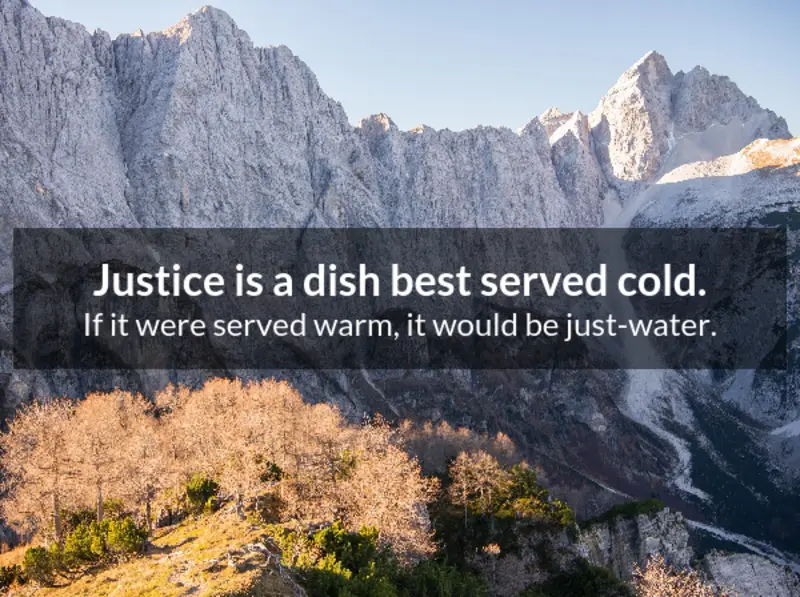 Justice is a dish best served cold.
If it were served warm, it would be just-water.